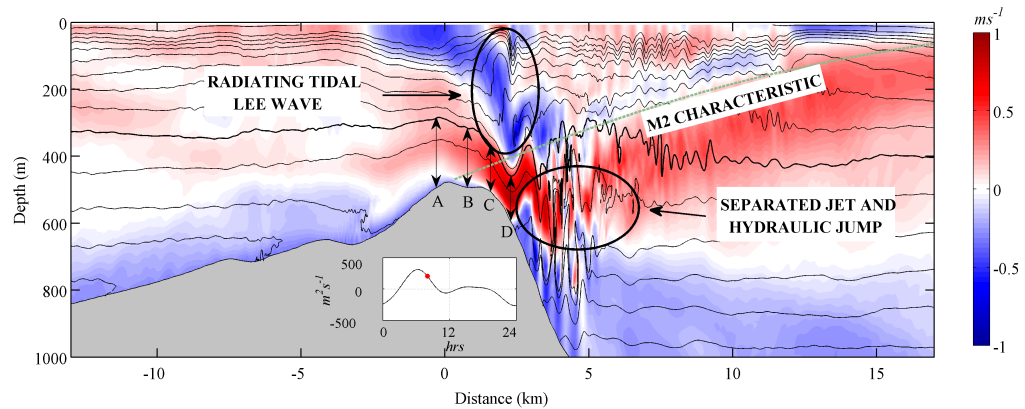 ms⁻¹
0
200
400
600
800
1000
Depth (m)
RADIATING TIDAL
LEE WAVE
M2 CHARACTERISTIC
A
B
C
D
SEPARATED JET AND
HYDRAULIC JUMP
500
0
-500
m²s⁻¹
0
12
24
hrs
-10
-5
0
5
10
15
Distance (km)
1
0.5
0
-0.5
-1